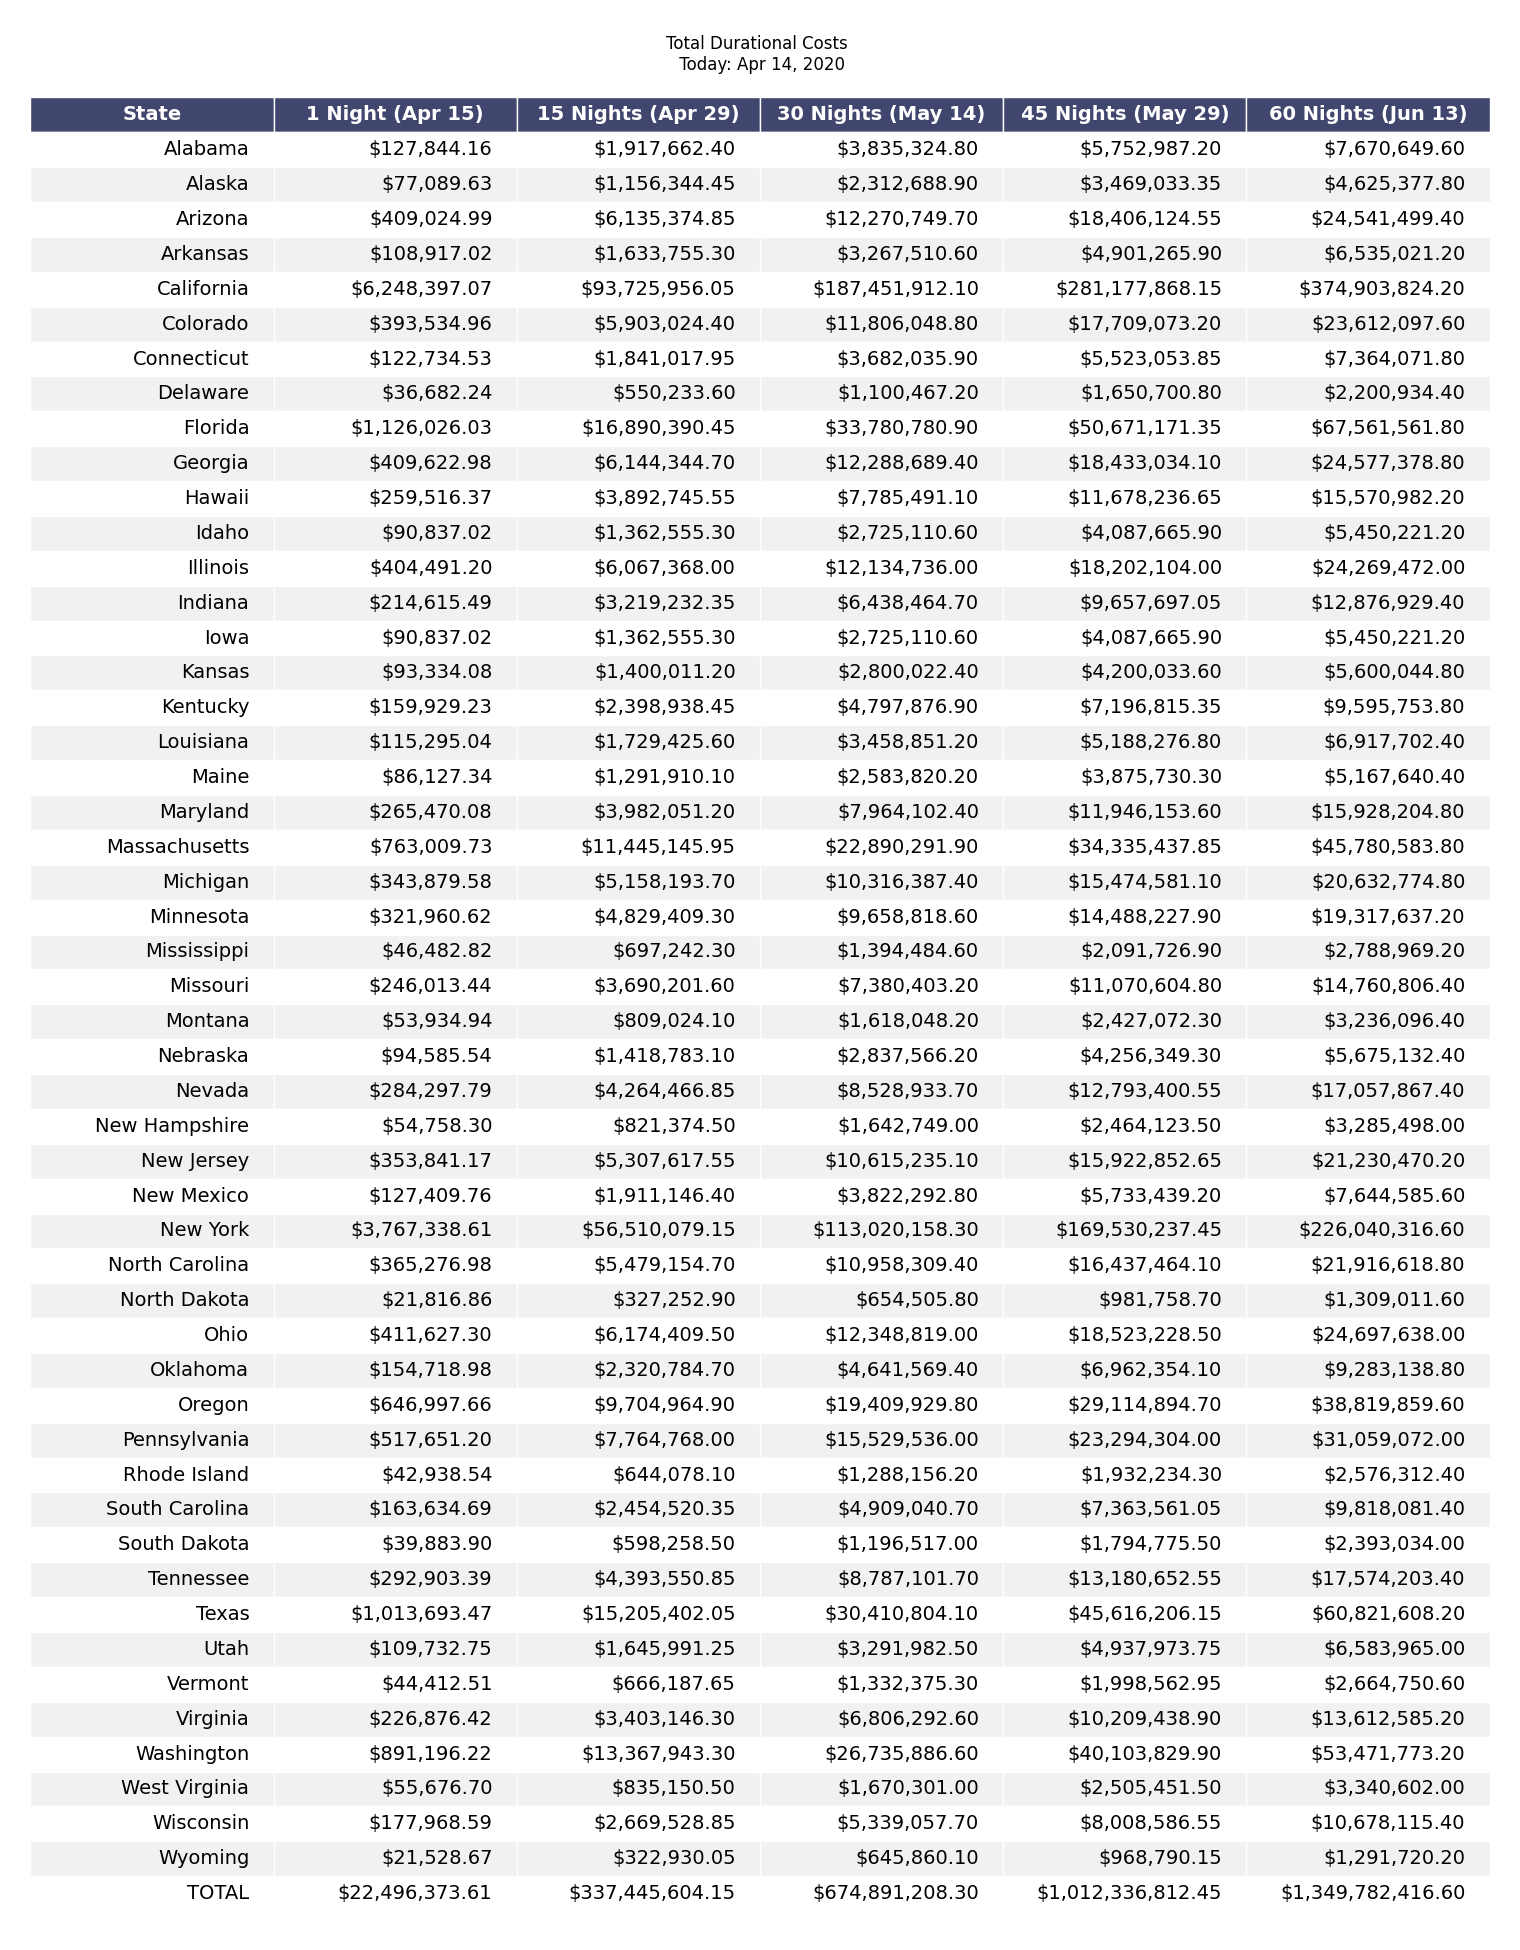 Total Durational Costs
Today: Apr 14, 2020
State 1 Night (Apr 15) 15 Nights (Apr 29) 30 Nights (May 14) 45 Nights (May 29) 60 Nights (Jun 13)
Alabama $127,844.16 $1,917,662.40 $3,835,324.80 $5,752,987.20 $7,670,649.60
Alaska $77,089.63 $1,156,344.45 $2,312,688.90 $3,469,033.35 $4,625,377.80
Arizona $409,024.99 $6,135,374.85 $12,270,749.70 $18,406,124.55 $24,541,499.40
Arkansas $108,917.02 $1,633,755.30 $3,267,510.60 $4,901,265.90 $6,535,021.20
California $6,248,397.07 $93,725,956.05 $187,451,912.10 $281,177,868.15 $374,903,824.20
Colorado $393,534.96 $5,903,024.40 $11,806,048.80 $17,709,073.20 $23,612,097.60
Connecticut $122,734.53 $1,841,017.95 $3,682,035.90 $5,523,053.85 $7,364,071.80
Delaware $36,682.24 $550,233.60 $1,100,467.20 $1,650,700.80 $2,200,934.40
Florida $1,126,026.03 $16,890,390.45 $33,780,780.90 $50,671,171.35 $67,561,561.80
Georgia $409,622.98 $6,144,344.70 $12,288,689.40 $18,433,034.10 $24,577,378.80
Hawaii $259,516.37 $3,892,745.55 $7,785,491.10 $11,678,236.65 $15,570,982.20
Idaho $90,837.02 $1,362,555.30 $2,725,110.60 $4,087,665.90 $5,450,221.20
Illinois $404,491.20 $6,067,368.00 $12,134,736.00 $18,202,104.00 $24,269,472.00
Indiana $214,615.49 $3,219,232.35 $6,438,464.70 $9,657,697.05 $12,876,929.40
Iowa $90,837.02 $1,362,555.30 $2,725,110.60 $4,087,665.90 $5,450,221.20
Kansas $93,334.08 $1,400,011.20 $2,800,022.40 $4,200,033.60 $5,600,044.80
Kentucky $159,929.23 $2,398,938.45 $4,797,876.90 $7,196,815.35 $9,595,753.80
Louisiana $115,295.04 $1,729,425.60 $3,458,851.20 $5,188,276.80 $6,917,702.40
Maine $86,127.34 $1,291,910.10 $2,583,820.20 $3,875,730.30 $5,167,640.40
Maryland $265,470.08 $3,982,051.20 $7,964,102.40 $11,946,153.60 $15,928,204.80
Massachusetts $763,009.73 $11,445,145.95 $22,890,291.90 $34,335,437.85 $45,780,583.80
Michigan $343,879.58 $5,158,193.70 $10,316,387.40 $15,474,581.10 $20,632,774.80
Minnesota $321,960.62 $4,829,409.30 $9,658,818.60 $14,488,227.90 $19,317,637.20
Mississippi $46,482.82 $697,242.30 $1,394,484.60 $2,091,726.90 $2,788,969.20
Missouri $246,013.44 $3,690,201.60 $7,380,403.20 $11,070,604.80 $14,760,806.40
Montana $53,934.94 $809,024.10 $1,618,048.20 $2,427,072.30 $3,236,096.40
Nebraska $94,585.54 $1,418,783.10 $2,837,566.20 $4,256,349.30 $5,675,132.40
Nevada $284,297.79 $4,264,466.85 $8,528,933.70 $12,793,400.55 $17,057,867.40
New Hampshire $54,758.30 $821,374.50 $1,642,749.00 $2,464,123.50 $3,285,498.00
New Jersey $353,841.17 $5,307,617.55 $10,615,235.10 $15,922,852.65 $21,230,470.20
New Mexico $127,409.76 $1,911,146.40 $3,822,292.80 $5,733,439.20 $7,644,585.60
New York $3,767,338.61 $56,510,079.15 $113,020,158.30 $169,530,237.45 $226,040,316.60
North Carolina $365,276.98 $5,479,154.70 $10,958,309.40 $16,437,464.10 $21,916,618.80
North Dakota $21,816.86 $327,252.90 $654,505.80 $981,758.70 $1,309,011.60
Ohio $411,627.30 $6,174,409.50 $12,348,819.00 $18,523,228.50 $24,697,638.00
Oklahoma $154,718.98 $2,320,784.70 $4,641,569.40 $6,962,354.10 $9,283,138.80
Oregon $646,997.66 $9,704,964.90 $19,409,929.80 $29,114,894.70 $38,819,859.60
Pennsylvania $517,651.20 $7,764,768.00 $15,529,536.00 $23,294,304.00 $31,059,072.00
Rhode Island $42,938.54 $644,078.10 $1,288,156.20 $1,932,234.30 $2,576,312.40
South Carolina $163,634.69 $2,454,520.35 $4,909,040.70 $7,363,561.05 $9,818,081.40
South Dakota $39,883.90 $598,258.50 $1,196,517.00 $1,794,775.50 $2,393,034.00
Tennessee $292,903.39 $4,393,550.85 $8,787,101.70 $13,180,652.55 $17,574,203.40
Texas $1,013,693.47 $15,205,402.05 $30,410,804.10 $45,616,206.15 $60,821,608.20
Utah $109,732.75 $1,645,991.25 $3,291,982.50 $4,937,973.75 $6,583,965.00
Vermont $44,412.51 $666,187.65 $1,332,375.30 $1,998,562.95 $2,664,750.60
Virginia $226,876.42 $3,403,146.30 $6,806,292.60 $10,209,438.90 $13,612,585.20
Washington $891,196.22 $13,367,943.30 $26,735,886.60 $40,103,829.90 $53,471,773.20
West Virginia $55,676.70 $835,150.50 $1,670,301.00 $2,505,451.50 $3,340,602.00
Wisconsin $177,968.59 $2,669,528.85 $5,339,057.70 $8,008,586.55 $10,678,115.40
Wyoming $21,528.67 $322,930.05 $645,860.10 $968,790.15 $1,291,720.20
TOTAL $22,496,373.61 $337,445,604.15 $674,891,208.30 $1,012,336,812.45 $1,349,782,416.60